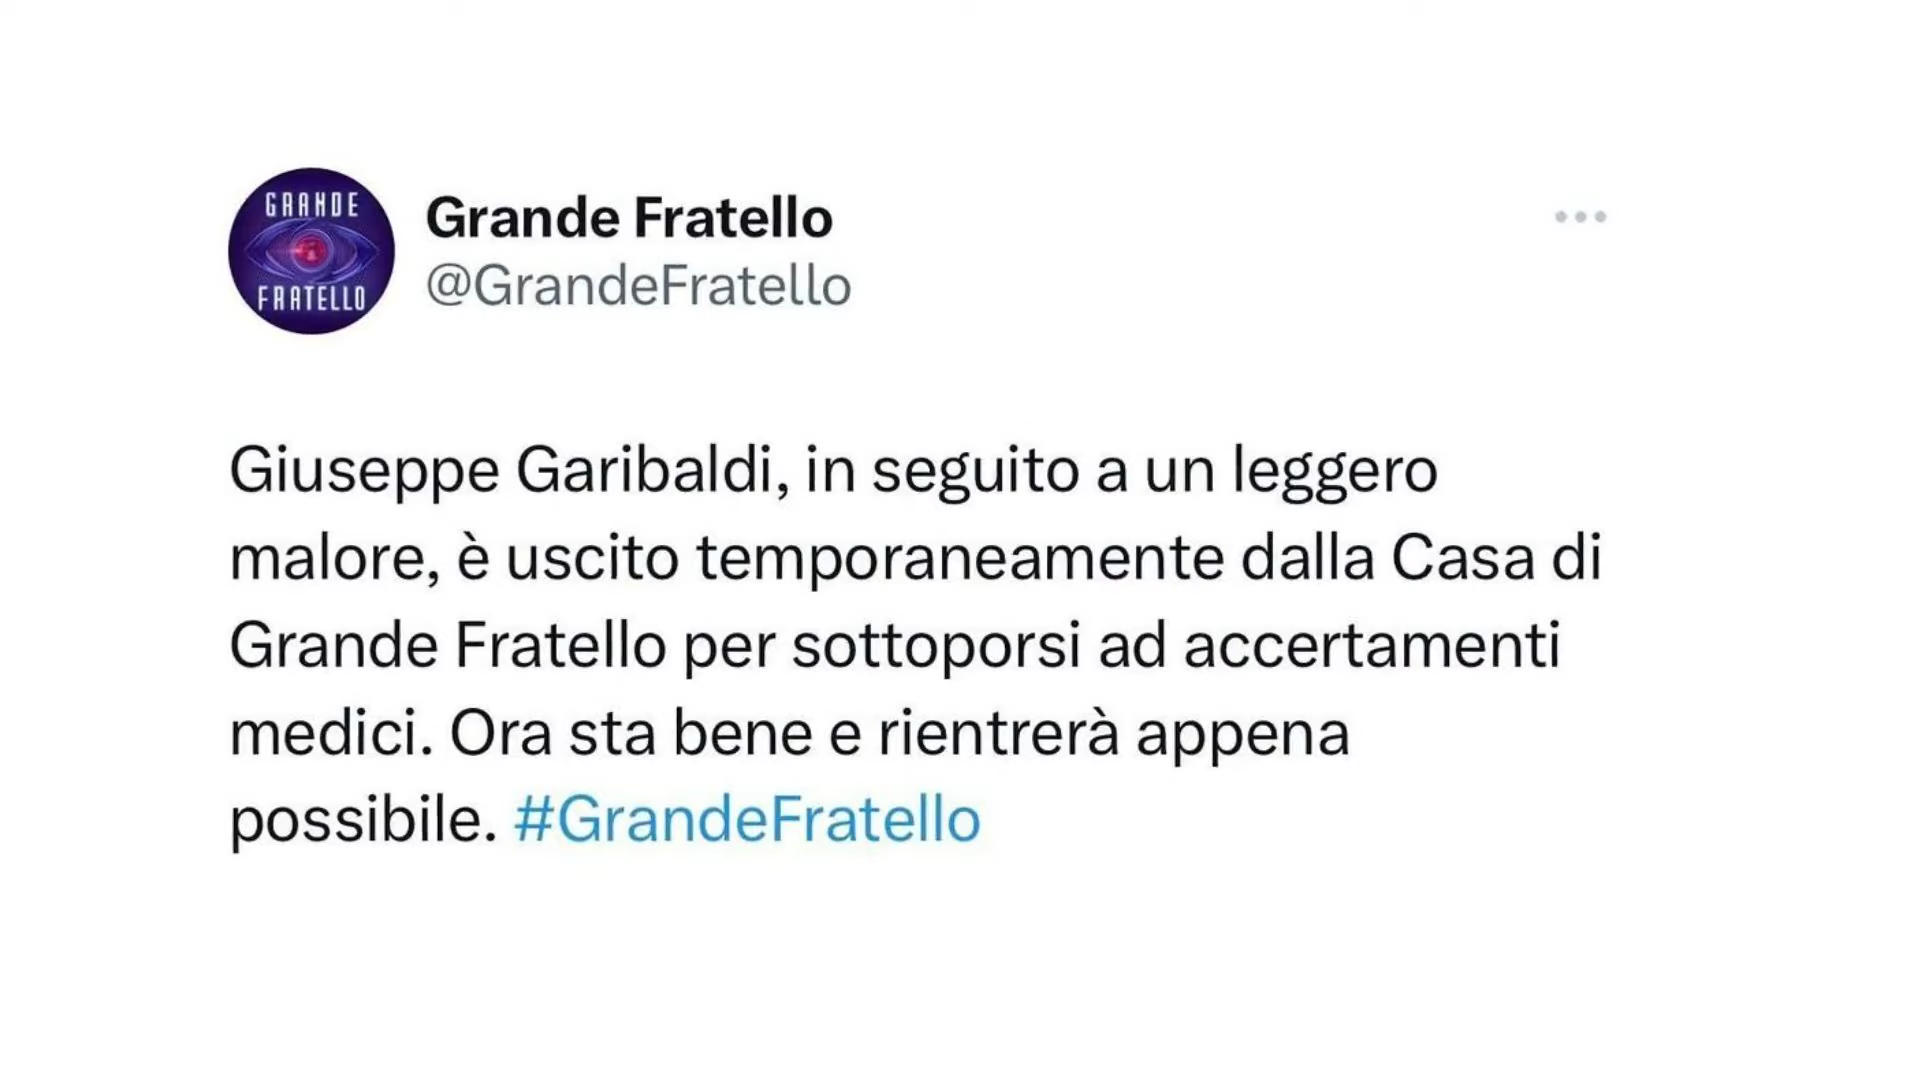 GRANDE
FRATELLO
Grande Fratello
@GrandeFratello
Giuseppe Garibaldi, in seguito a un leggero
malore, è uscito temporaneamente dalla Casa di
Grande Fratello per sottoporsi ad accertamenti
medici. Ora sta bene e rientrerà appena
possibile. #GrandeFratello